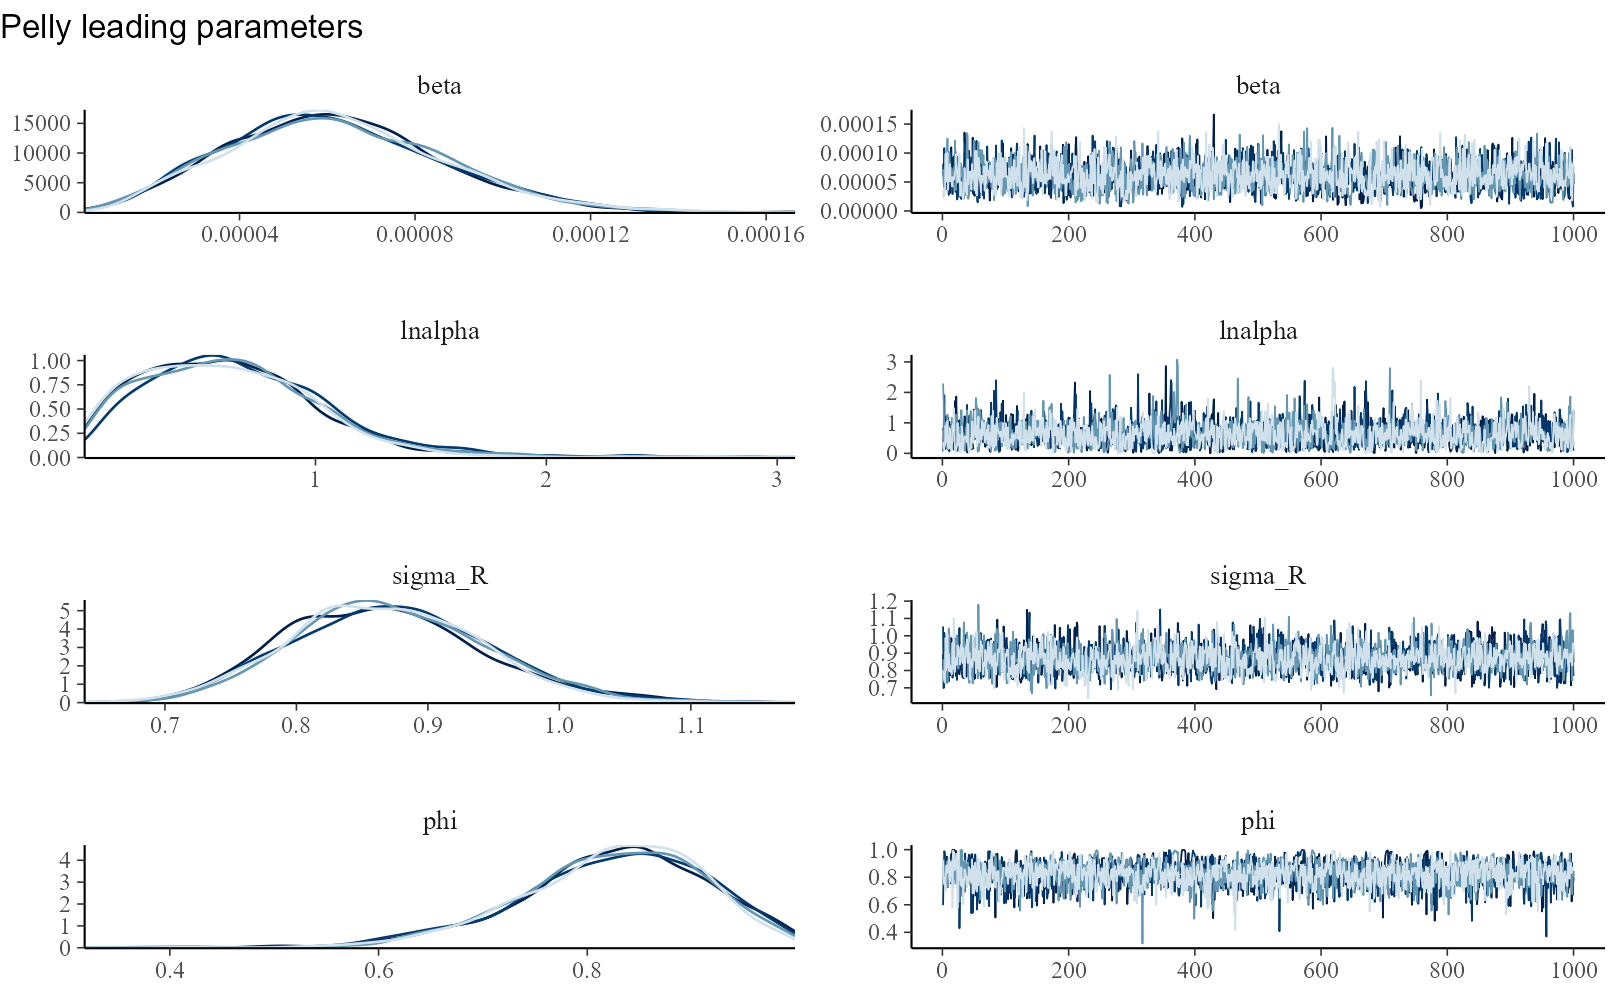 Pelly leading parameters
beta
15000
10000
5000
0
0.00004 0.00008 0.00012 0.00016
beta
0.00015
0.00010
0.00005
0.00000
0 200 400 600 800 1000
lnalpha
1.00
0.75
0.50
0.25
0.00
1 2 3
lnalpha
3
2
1
0
0 200 400 600 800 1000
sigma_R
5
4
3
2
1
0
0.7 0.8 0.9 1.0 1.1
sigma_R
1.2
1.1
1.0
0.9
0.8
0.7
0 200 400 600 800 1000
phi
4
3
2
1
0
0.4 0.6 0.8
phi
1.0
0.8
0.6
0.4
0 200 400 600 800 1000